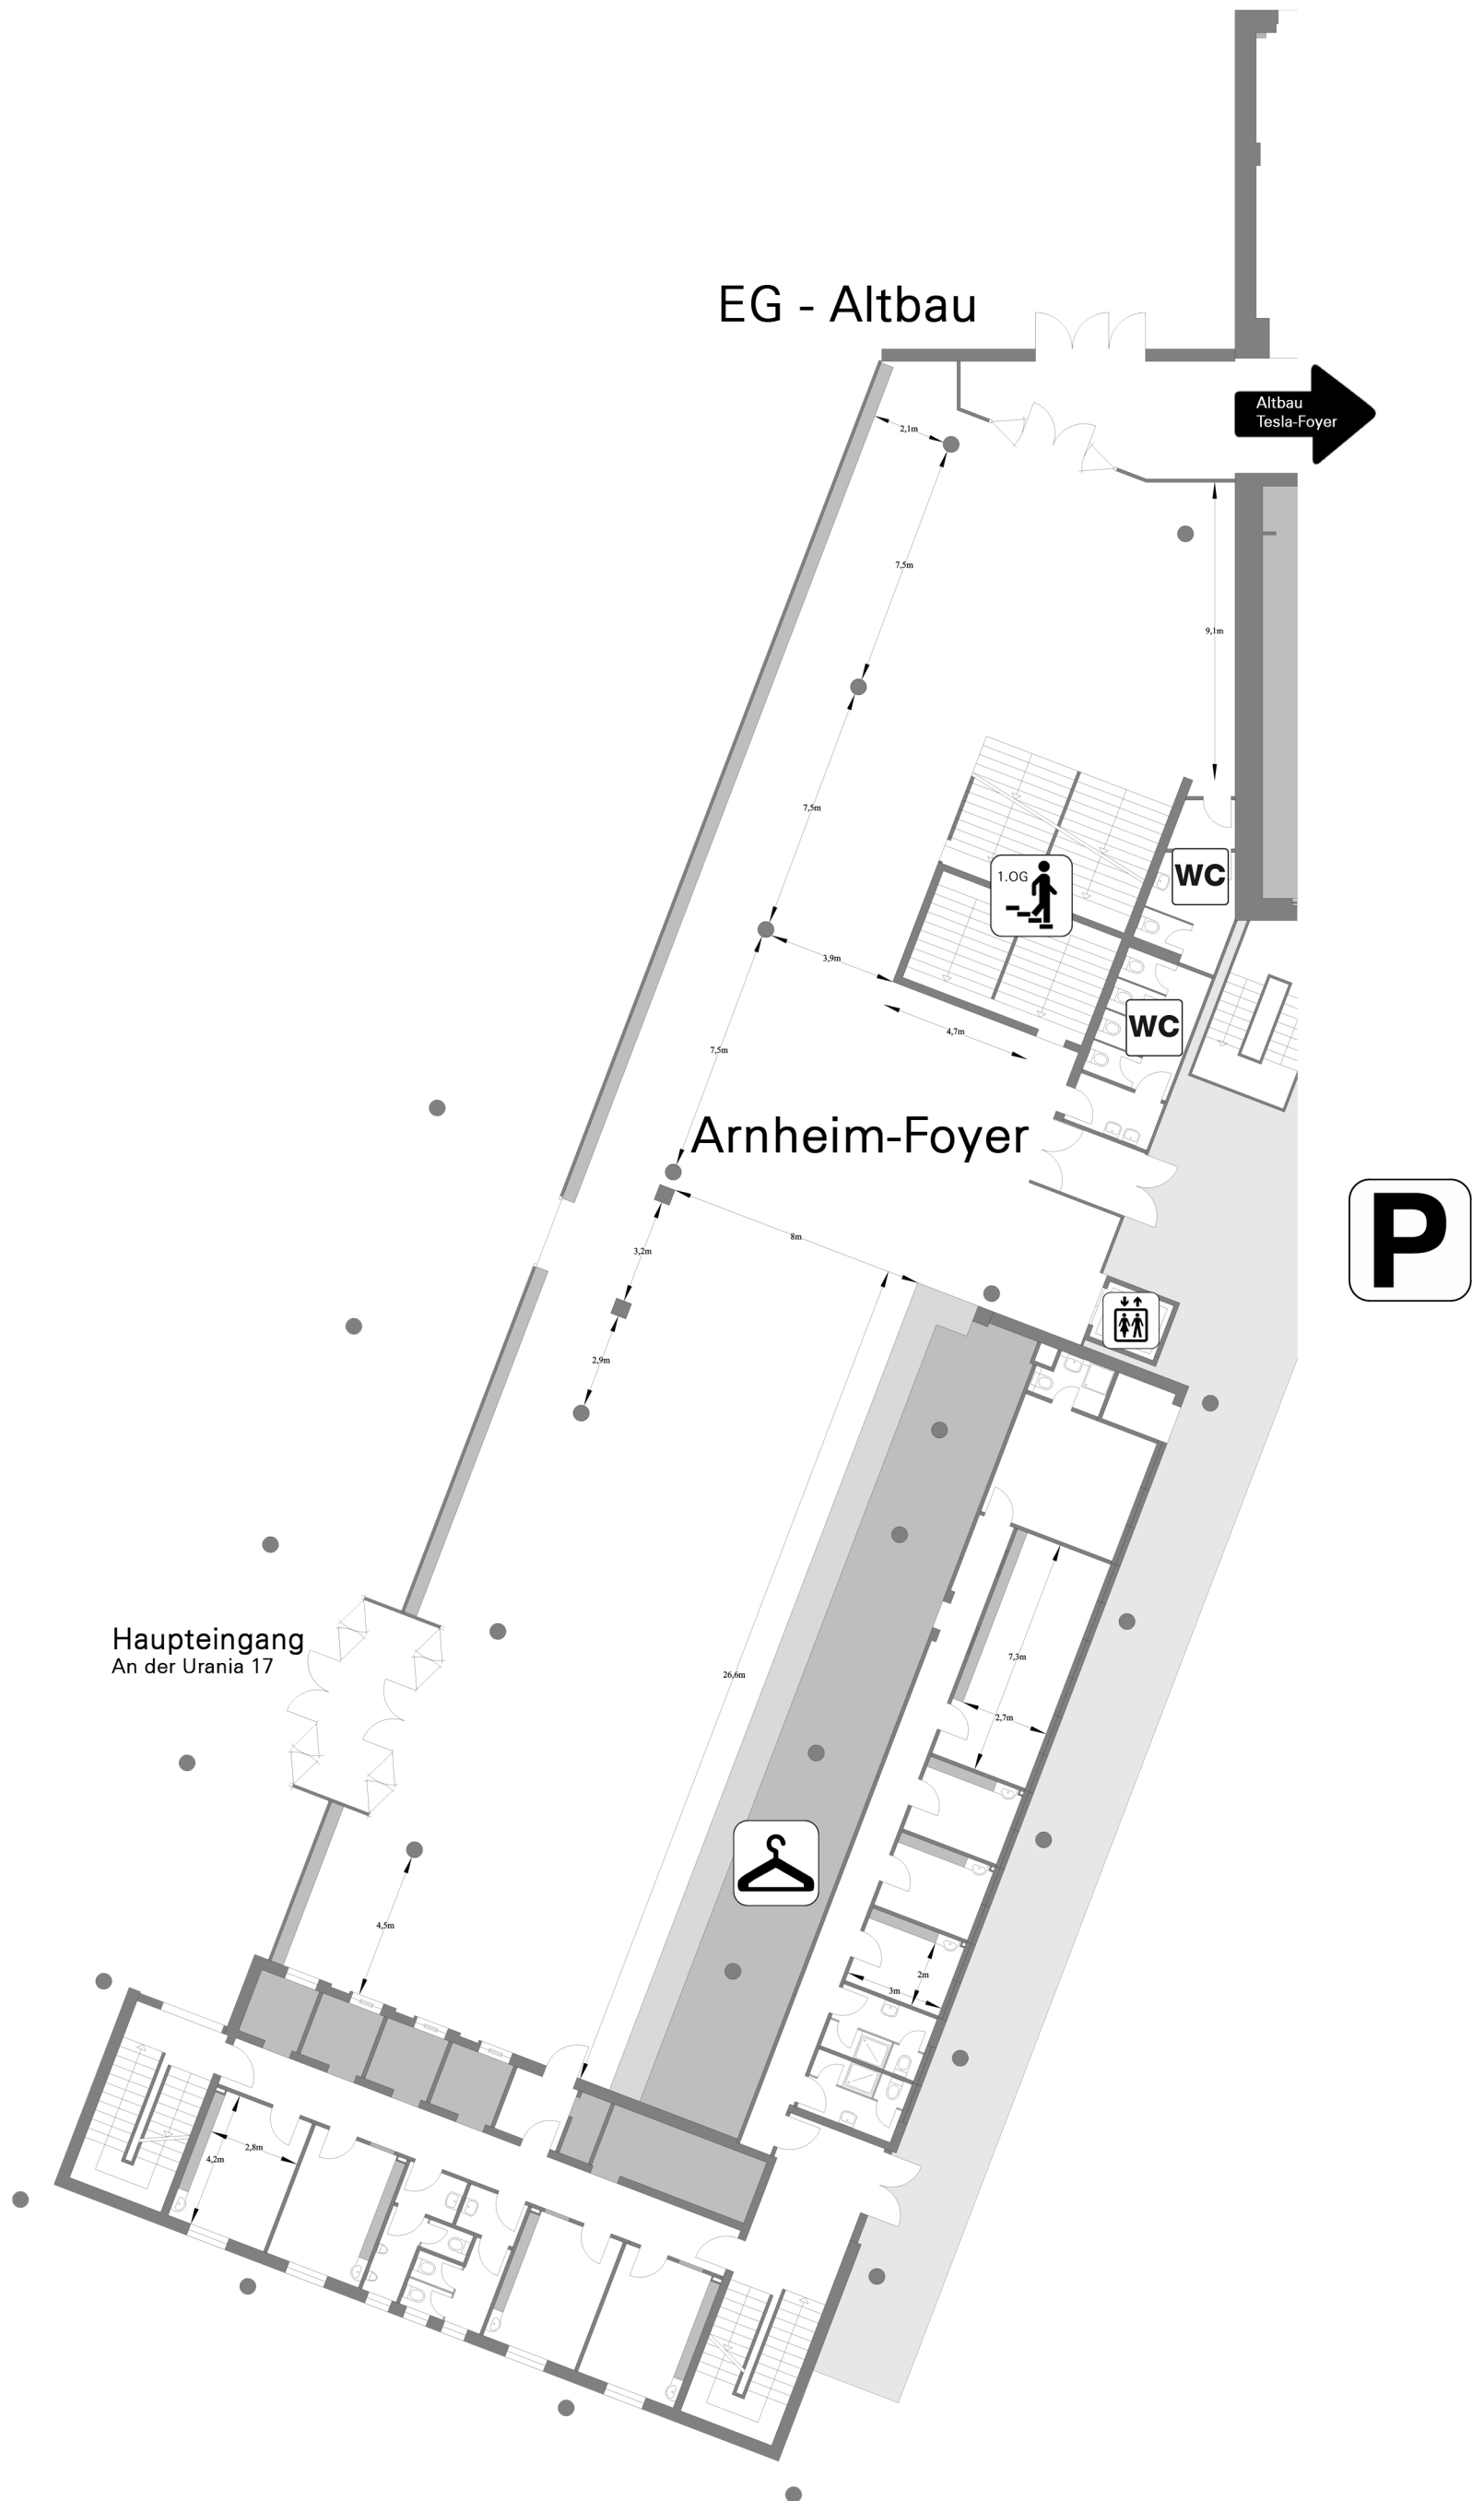 EG - Altbau
Altbau
Tesla-Foyer
2,1m
7,5m
9,1m
7,5m
1.OG
WC
3,9m
WC
4,7m
7,5m
Arnheim-Foyer
P
8m
3,2m
2,9m
Haupteingang
An der Urania 17
7,3m
26,6m
2,7m
4,5m
2m
3m
2,8m
4,2m